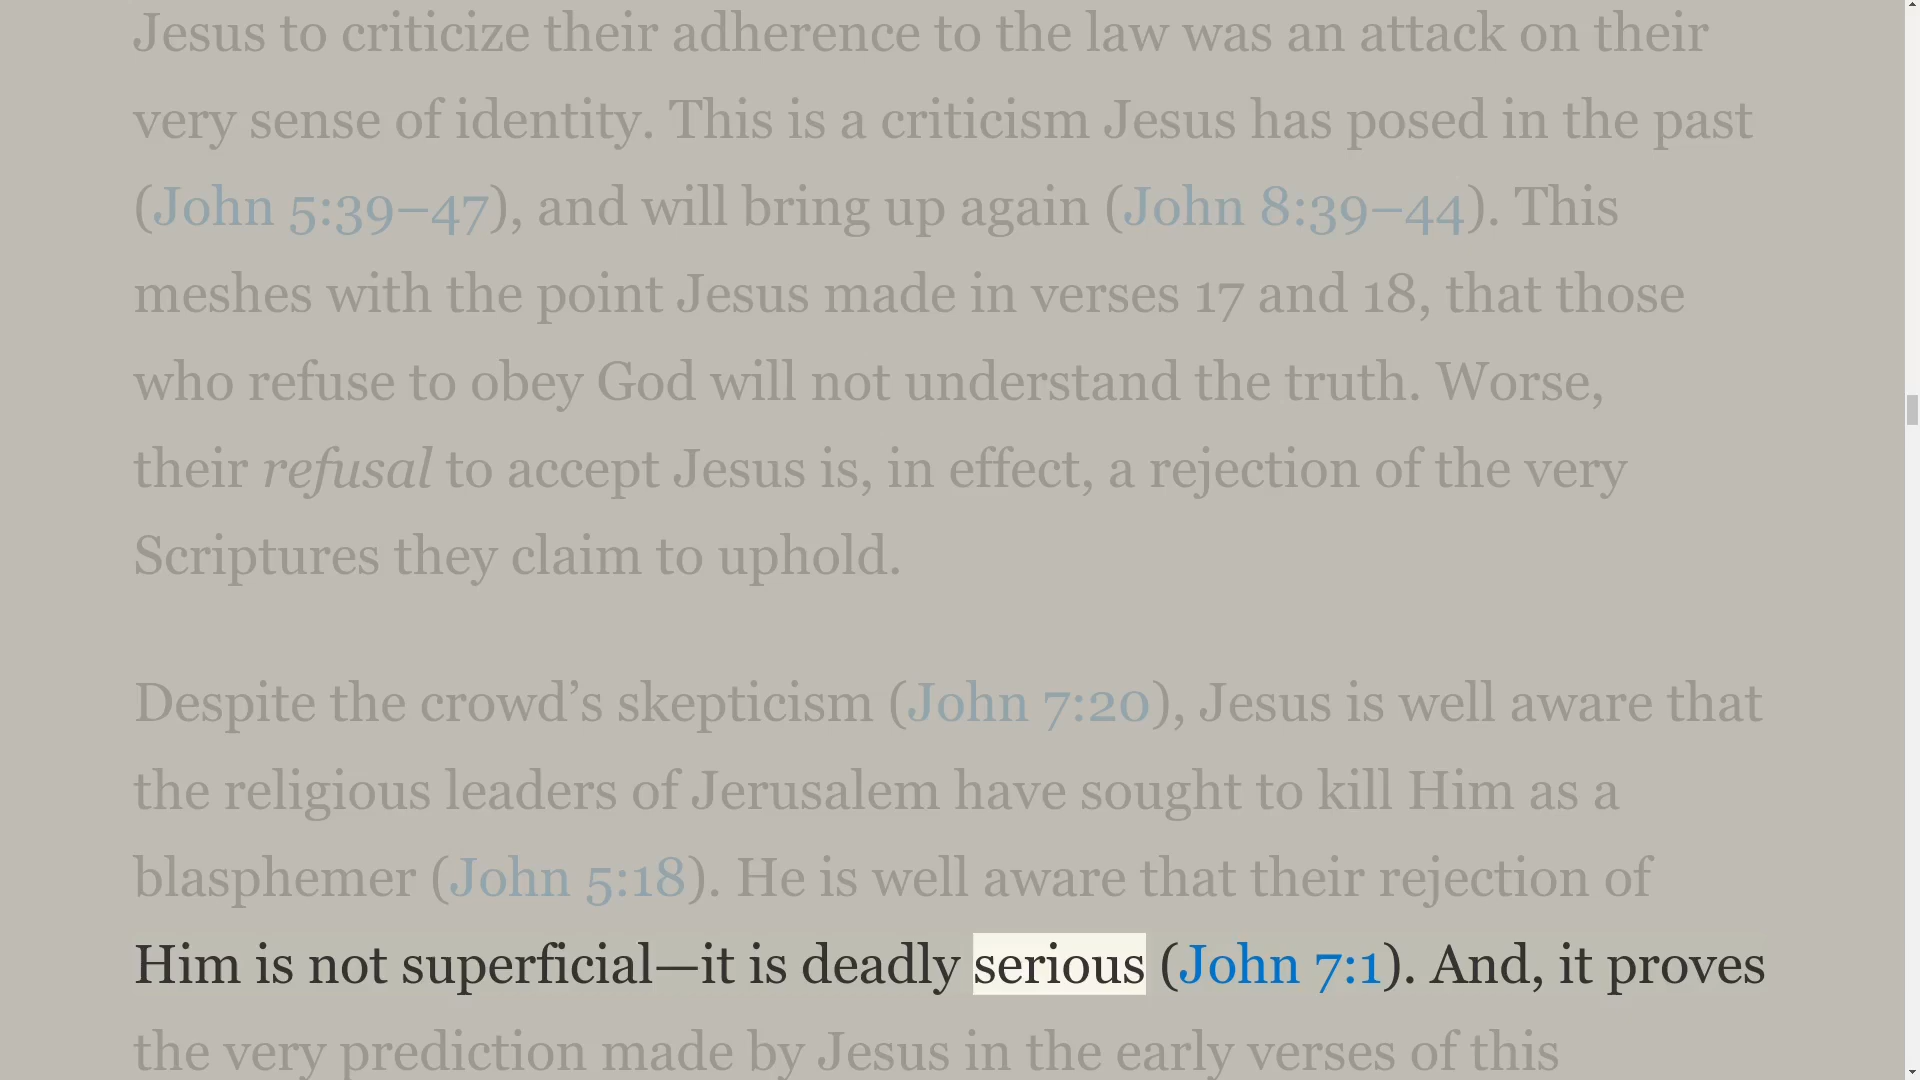 Jesus to criticize their adherence to the law was an attack on their
very sense of identity. This is a criticism Jesus has posed in the past
(John 5:39–47), and will bring up again (John 8:39–44). This
meshes with the point Jesus made in verses 17 and 18, that those
who refuse to obey God will not understand the truth. Worse,
their refusal to accept Jesus is, in effect, a rejection of the very
Scriptures they claim to uphold.
Despite the crowd’s skepticism (John 7:20), Jesus is well aware that
the religious leaders of Jerusalem have sought to kill Him as a
blasphemer (John 5:18). He is well aware that their rejection of
Him is not superficial—it is deadly serious (John 7:1). And, it proves
the very prediction made by Jesus in the early verses of this